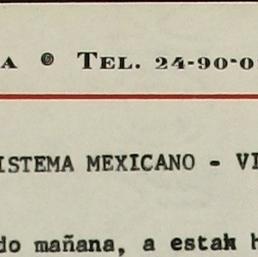 A TEL. 24-90-0
ISTEMA MEXICANO - VI
do mañana, a estah h